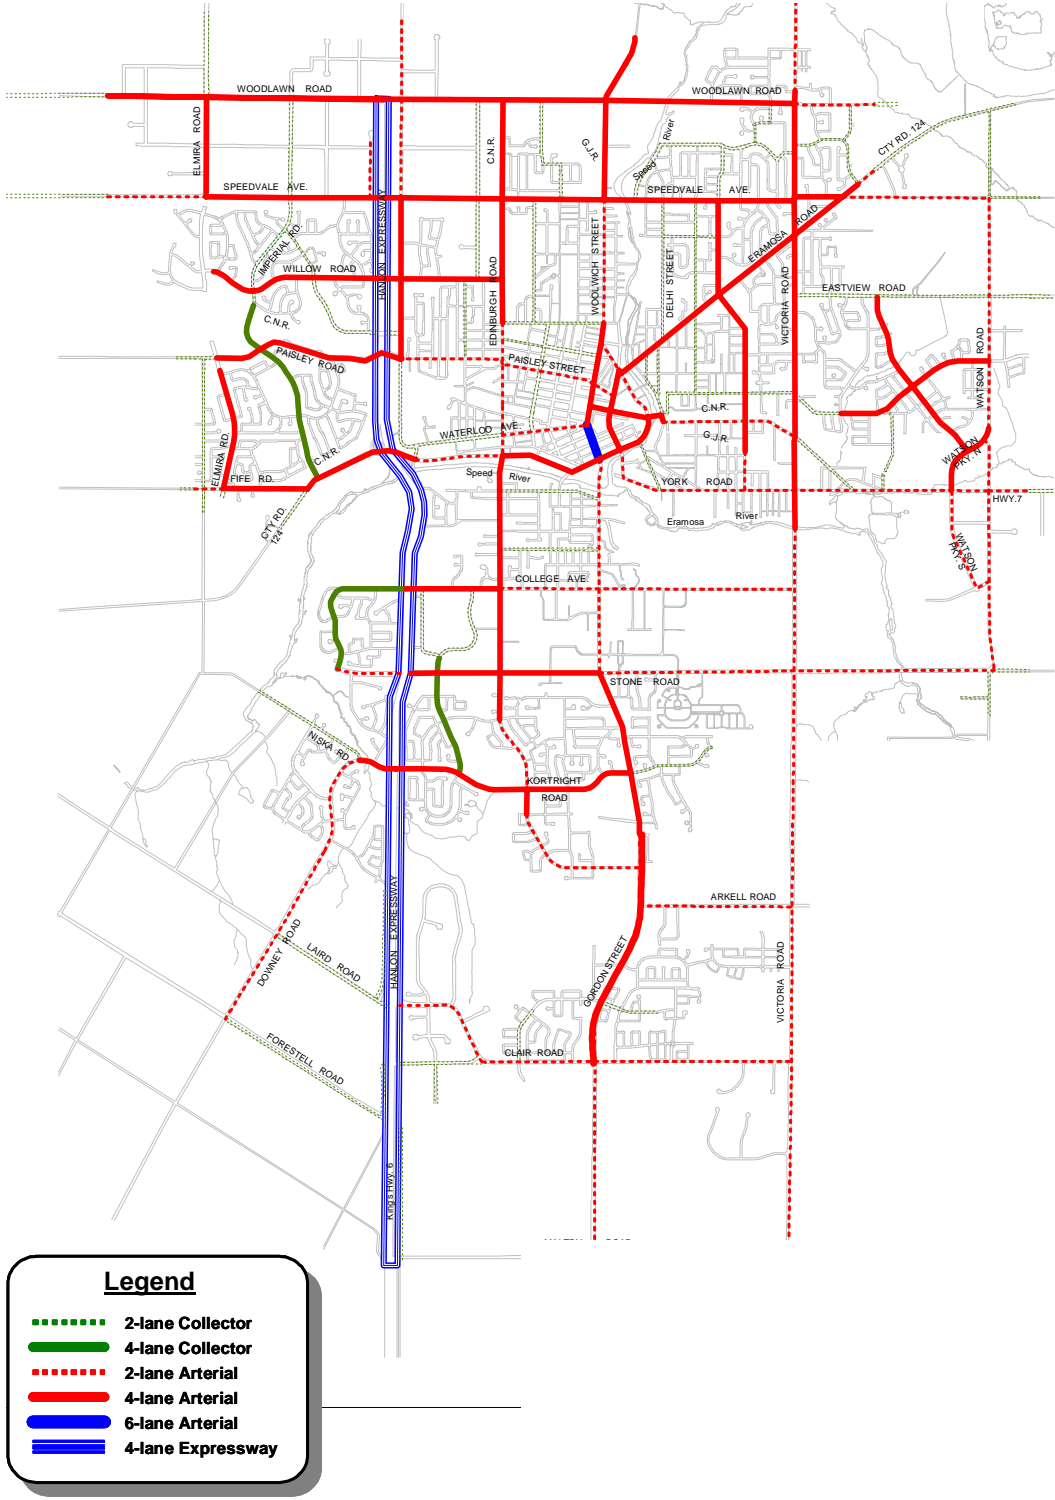 WOODLAWN ROAD
WOODLAWN ROAD
ELMIRA ROAD
C.N.R.
G.J.R.
River
Speed
CTY RD. 124
SPEEDVALE AVE.
SPEEDVALE AVE.
HANLON EXPRESSWAY
IMPERIAL RD.
WILLOW ROAD
EDINBURGH ROAD
WOOLWICH STREET
DELHI STREET
ERAMOSA ROAD
VICTORIA ROAD
EASTVIEW ROAD
WATSON ROAD
C.N.R.
PAISLEY ROAD
PAISLEY STREET
C.N.R.
G.J.R.
WATERLOO AVE.
ELMIRA RD.
C.N.R.
FIFE RD.
Speed River
YORK ROAD
WATSON
PKY. N
HWY.7
CTY RD.
124
Eramosa River
WATSON
PKY. S
COLLEGE AVE.
STONE ROAD
NISKA RD.
KORTRIGHT
ROAD
ARKELL ROAD
HANLON EXPRESSWAY
DOWNEY ROAD
LAIRD ROAD
GORDON STREET
VICTORIA ROAD
FORESTELL ROAD
CLAIR ROAD
King's Hwy. 6
Legend
2-lane Collector
4-lane Collector
2-lane Arterial
4-lane Arterial
6-lane Arterial
4-lane Expressway